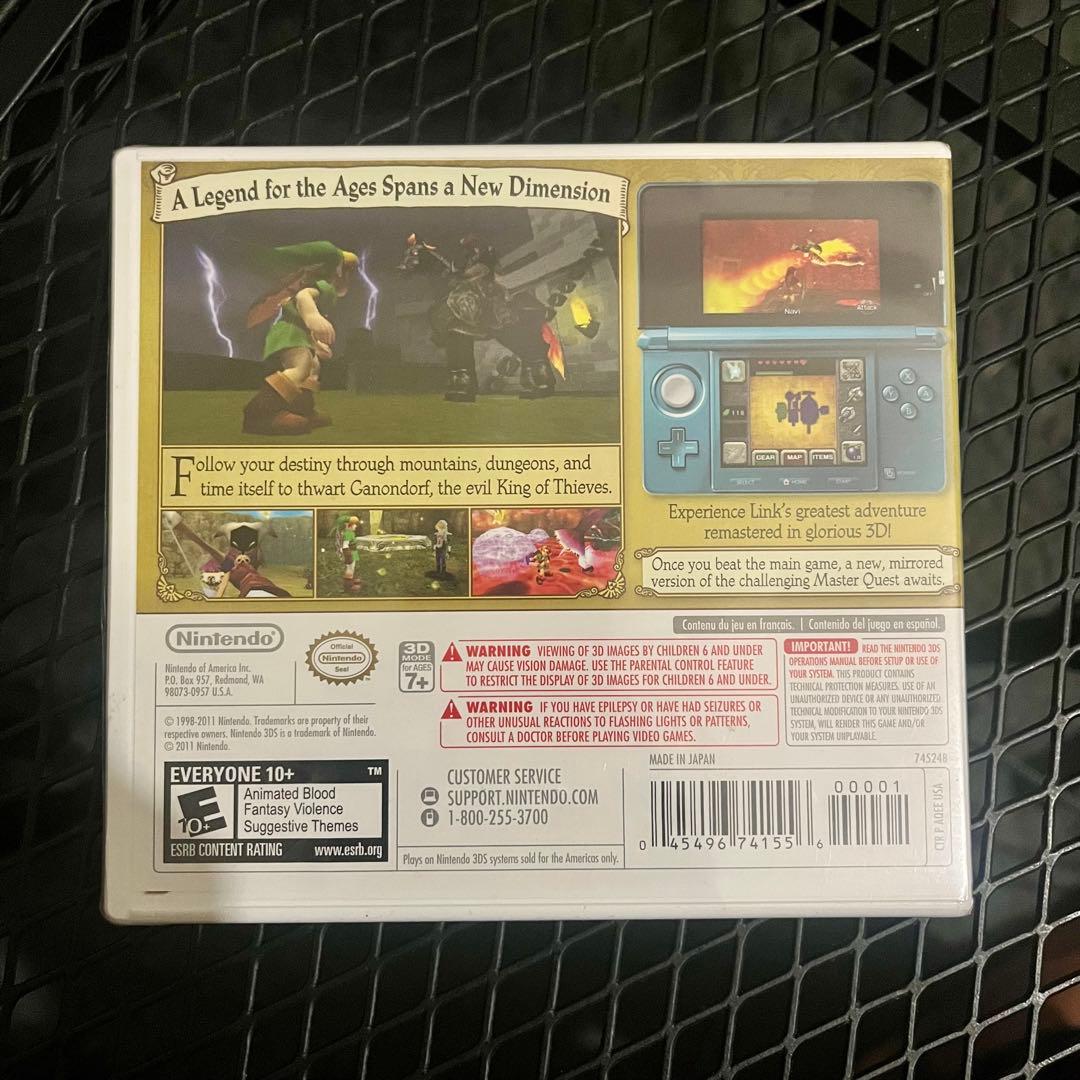 A Legend for the Ages Spans a New Dimension
Navi
Attack
Follow your destiny through mountains, dungeons, and
time itself to thwart Ganondorf, the evil King of Thieves.
X
Y
A
B
GEAR
MAP
ITEMS
SELECT
HOME
START
Experience Link's greatest adventure
remastered in glorious 3D!
Once you beat the main game, a new, mirrored
version of the challenging Master Quest awaits.
Contenu du jeu en français. | Contenido del juego en español.
Nintendo®
Nintendo of America Inc.
P.O. Box 957, Redmond, WA
98073-0957 U.S.A.
Official
Nintendo
Seal
© 1998-2011 Nintendo. Trademarks are property of their
respective owners. Nintendo 3DS is a trademark of Nintendo.
© 2011 Nintendo.
3D
MODE
for AGES
7+
WARNING VIEWING OF 3D IMAGES BY CHILDREN 6 AND UNDER
MAY CAUSE VISION DAMAGE. USE THE PARENTAL CONTROL FEATURE
TO RESTRICT THE DISPLAY OF 3D IMAGES FOR CHILDREN 6 AND UNDER.
WARNING IF YOU HAVE EPILEPSY OR HAVE HAD SEIZURES OR
OTHER UNUSUAL REACTIONS TO FLASHING LIGHTS OR PATTERNS,
CONSULT A DOCTOR BEFORE PLAYING VIDEO GAMES.
IMPORTANT! READ THE NINTENDO 3DS
OPERATIONS MANUAL BEFORE SETUP OR USE OF
YOUR SYSTEM. THIS PRODUCT CONTAINS
TECHNICAL PROTECTION MEASURES. USE OF AN
UNAUTHORIZED DEVICE OR ANY UNAUTHORIZED
TECHNICAL MODIFICATION TO YOUR NINTENDO 3DS
SYSTEM, WILL RENDER THIS GAME AND/OR
YOUR SYSTEM UNPLAYABLE.
EVERYONE 10+ ™
E
10+
Animated Blood
Fantasy Violence
Suggestive Themes
ESRB CONTENT RATING www.esrb.org
CUSTOMER SERVICE
SUPPORT.NINTENDO.COM
1-800-255-3700
Plays on Nintendo 3DS systems sold for the Americas only.
MADE IN JAPAN
74524B
00001
0 45496 74155 6
CTR P AQEE USA